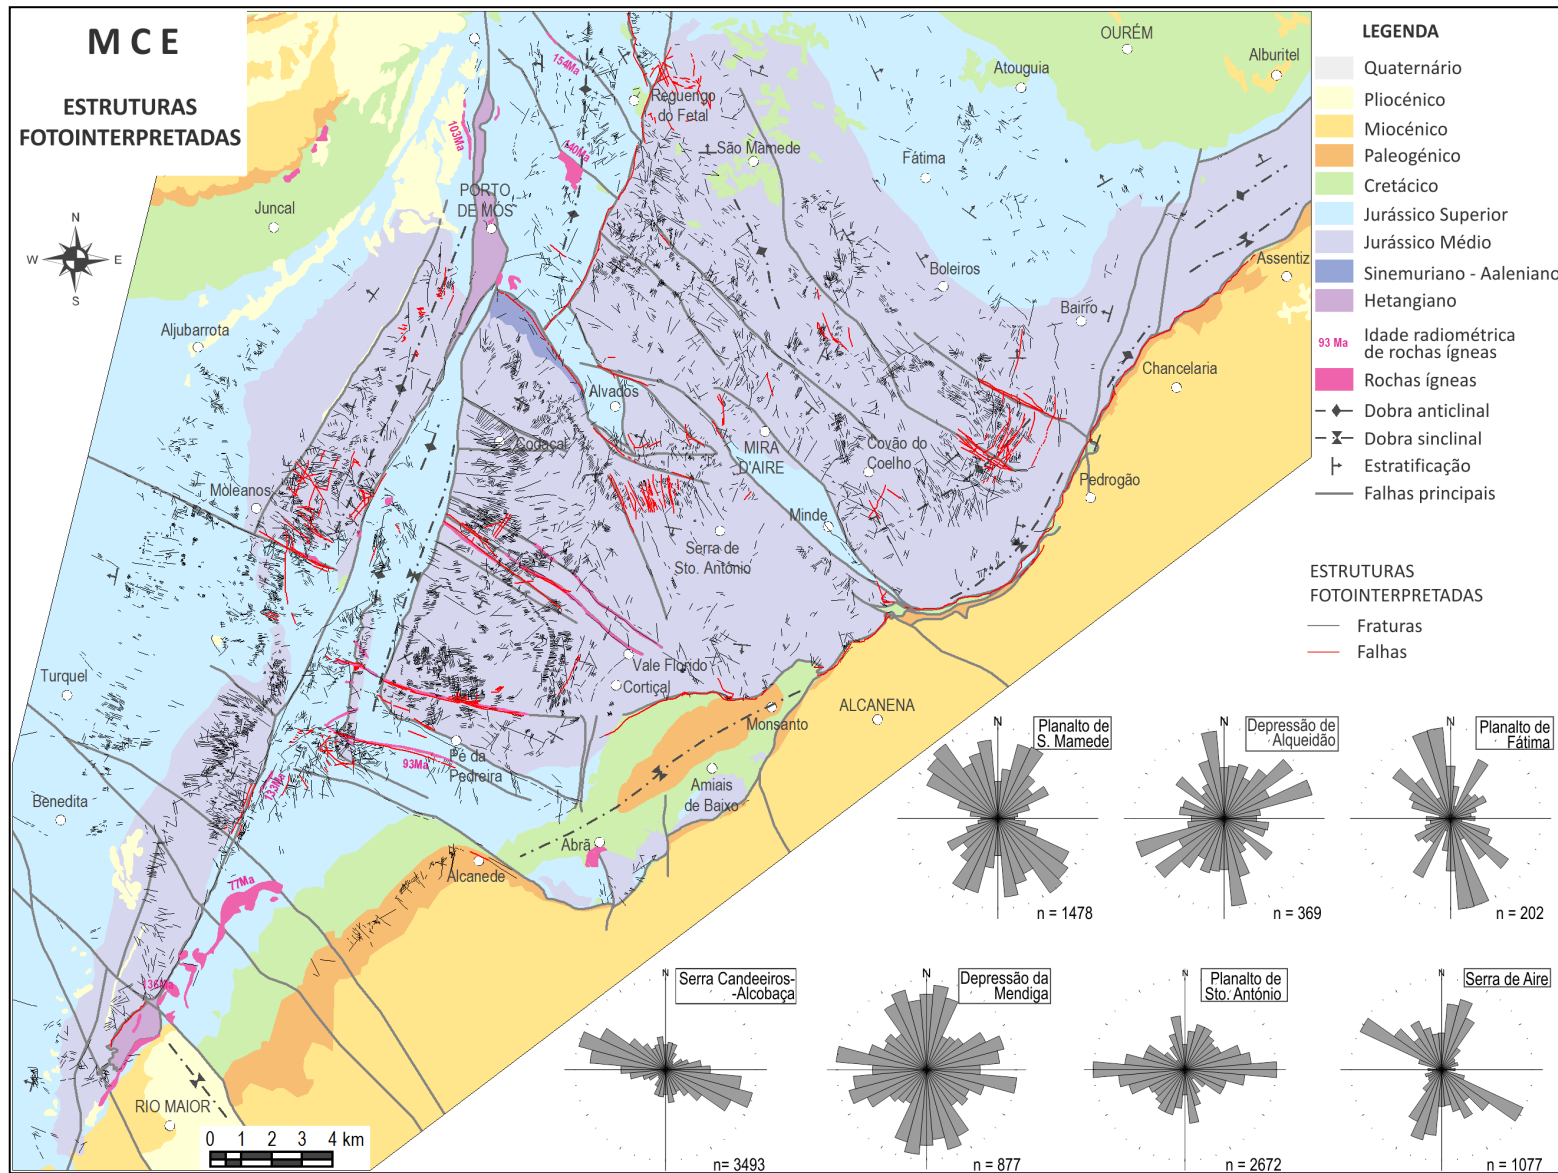 M C E
ESTRUTURAS
FOTOINTERPRETADAS
N
W
E
S
LEGENDA
Quaternário
Pliocénico
Miocénico
Paleogénico
Cretácico
Jurássico Superior
Jurássico Médio
Sinemuriano - Aaleniano
Hetangiano
93 Ma
Idade radiométrica
de rochas ígneas
Rochas ígneas
Dobra anticlinal
Dobra sinclinal
Estratificação
Falhas principais
ESTRUTURAS
FOTOINTERPRETADAS
Fraturas
Falhas
OURÉM
Alburitel
Atouguia
154Ma
Reguengo
do Fetal
103Ma
140Ma
São Mamede
Fátima
PORTO
DE MÓS
Juncal
Boleiros
Assentiz
Bairro
Aljubarrota
Chancelaria
Alvados
Codaçal
MIRA
D'AIRE
Covão do
Coelho
Pedrogão
Moleanos
Minde
Serra de
Sto. António
Turquel
Vale Florido
Cortiçal
ALCANENA
Monsanto
Pé da
Pedreira
93Ma
133Ma
Benedita
Amiais
de Baixo
Abrã
Alcanede
77Ma
136Ma
RIO MAIOR
0 1 2 3 4 km
N
Planalto de
S. Mamede
n = 1478
N
Depressão de
Alqueidão
n = 369
N
Planalto de
Fátima
n = 202
N
Serra Candeeiros-
-Alcobaça
n= 3493
N
Depressão da
Mendiga
n = 877
N
Planalto de
Sto. António
n = 2672
N
Serra de Aire
n = 1077